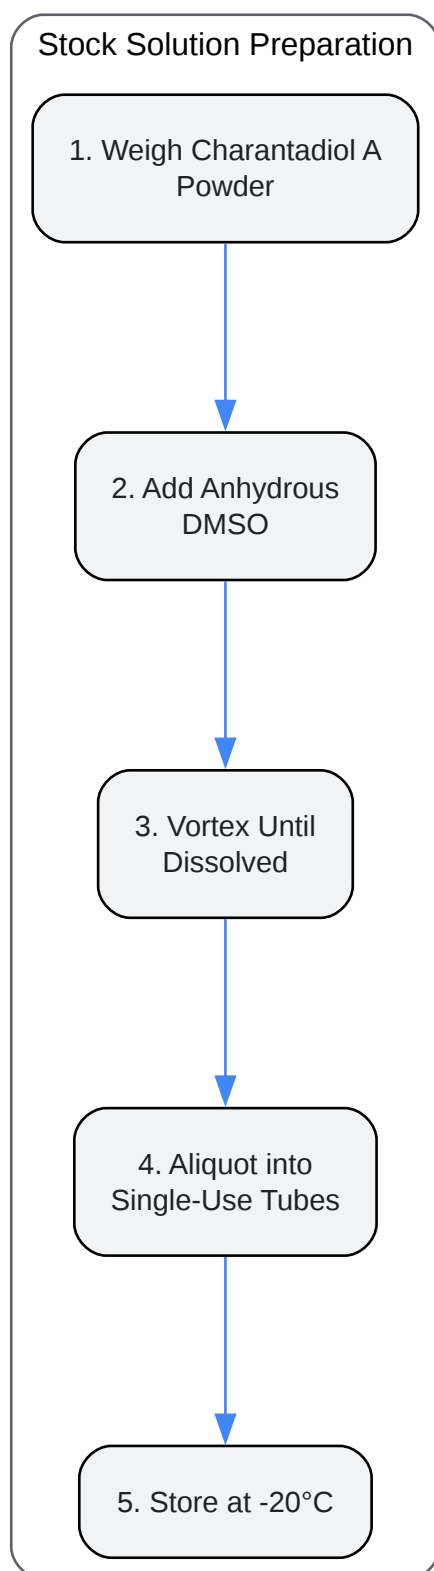 Stock Solution Preparation
1. Weigh Charantadiol A
Powder
2. Add Anhydrous
DMSO
3. Vortex Until
Dissolved
4. Aliquot into
Single-Use Tubes
5. Store at -20°C